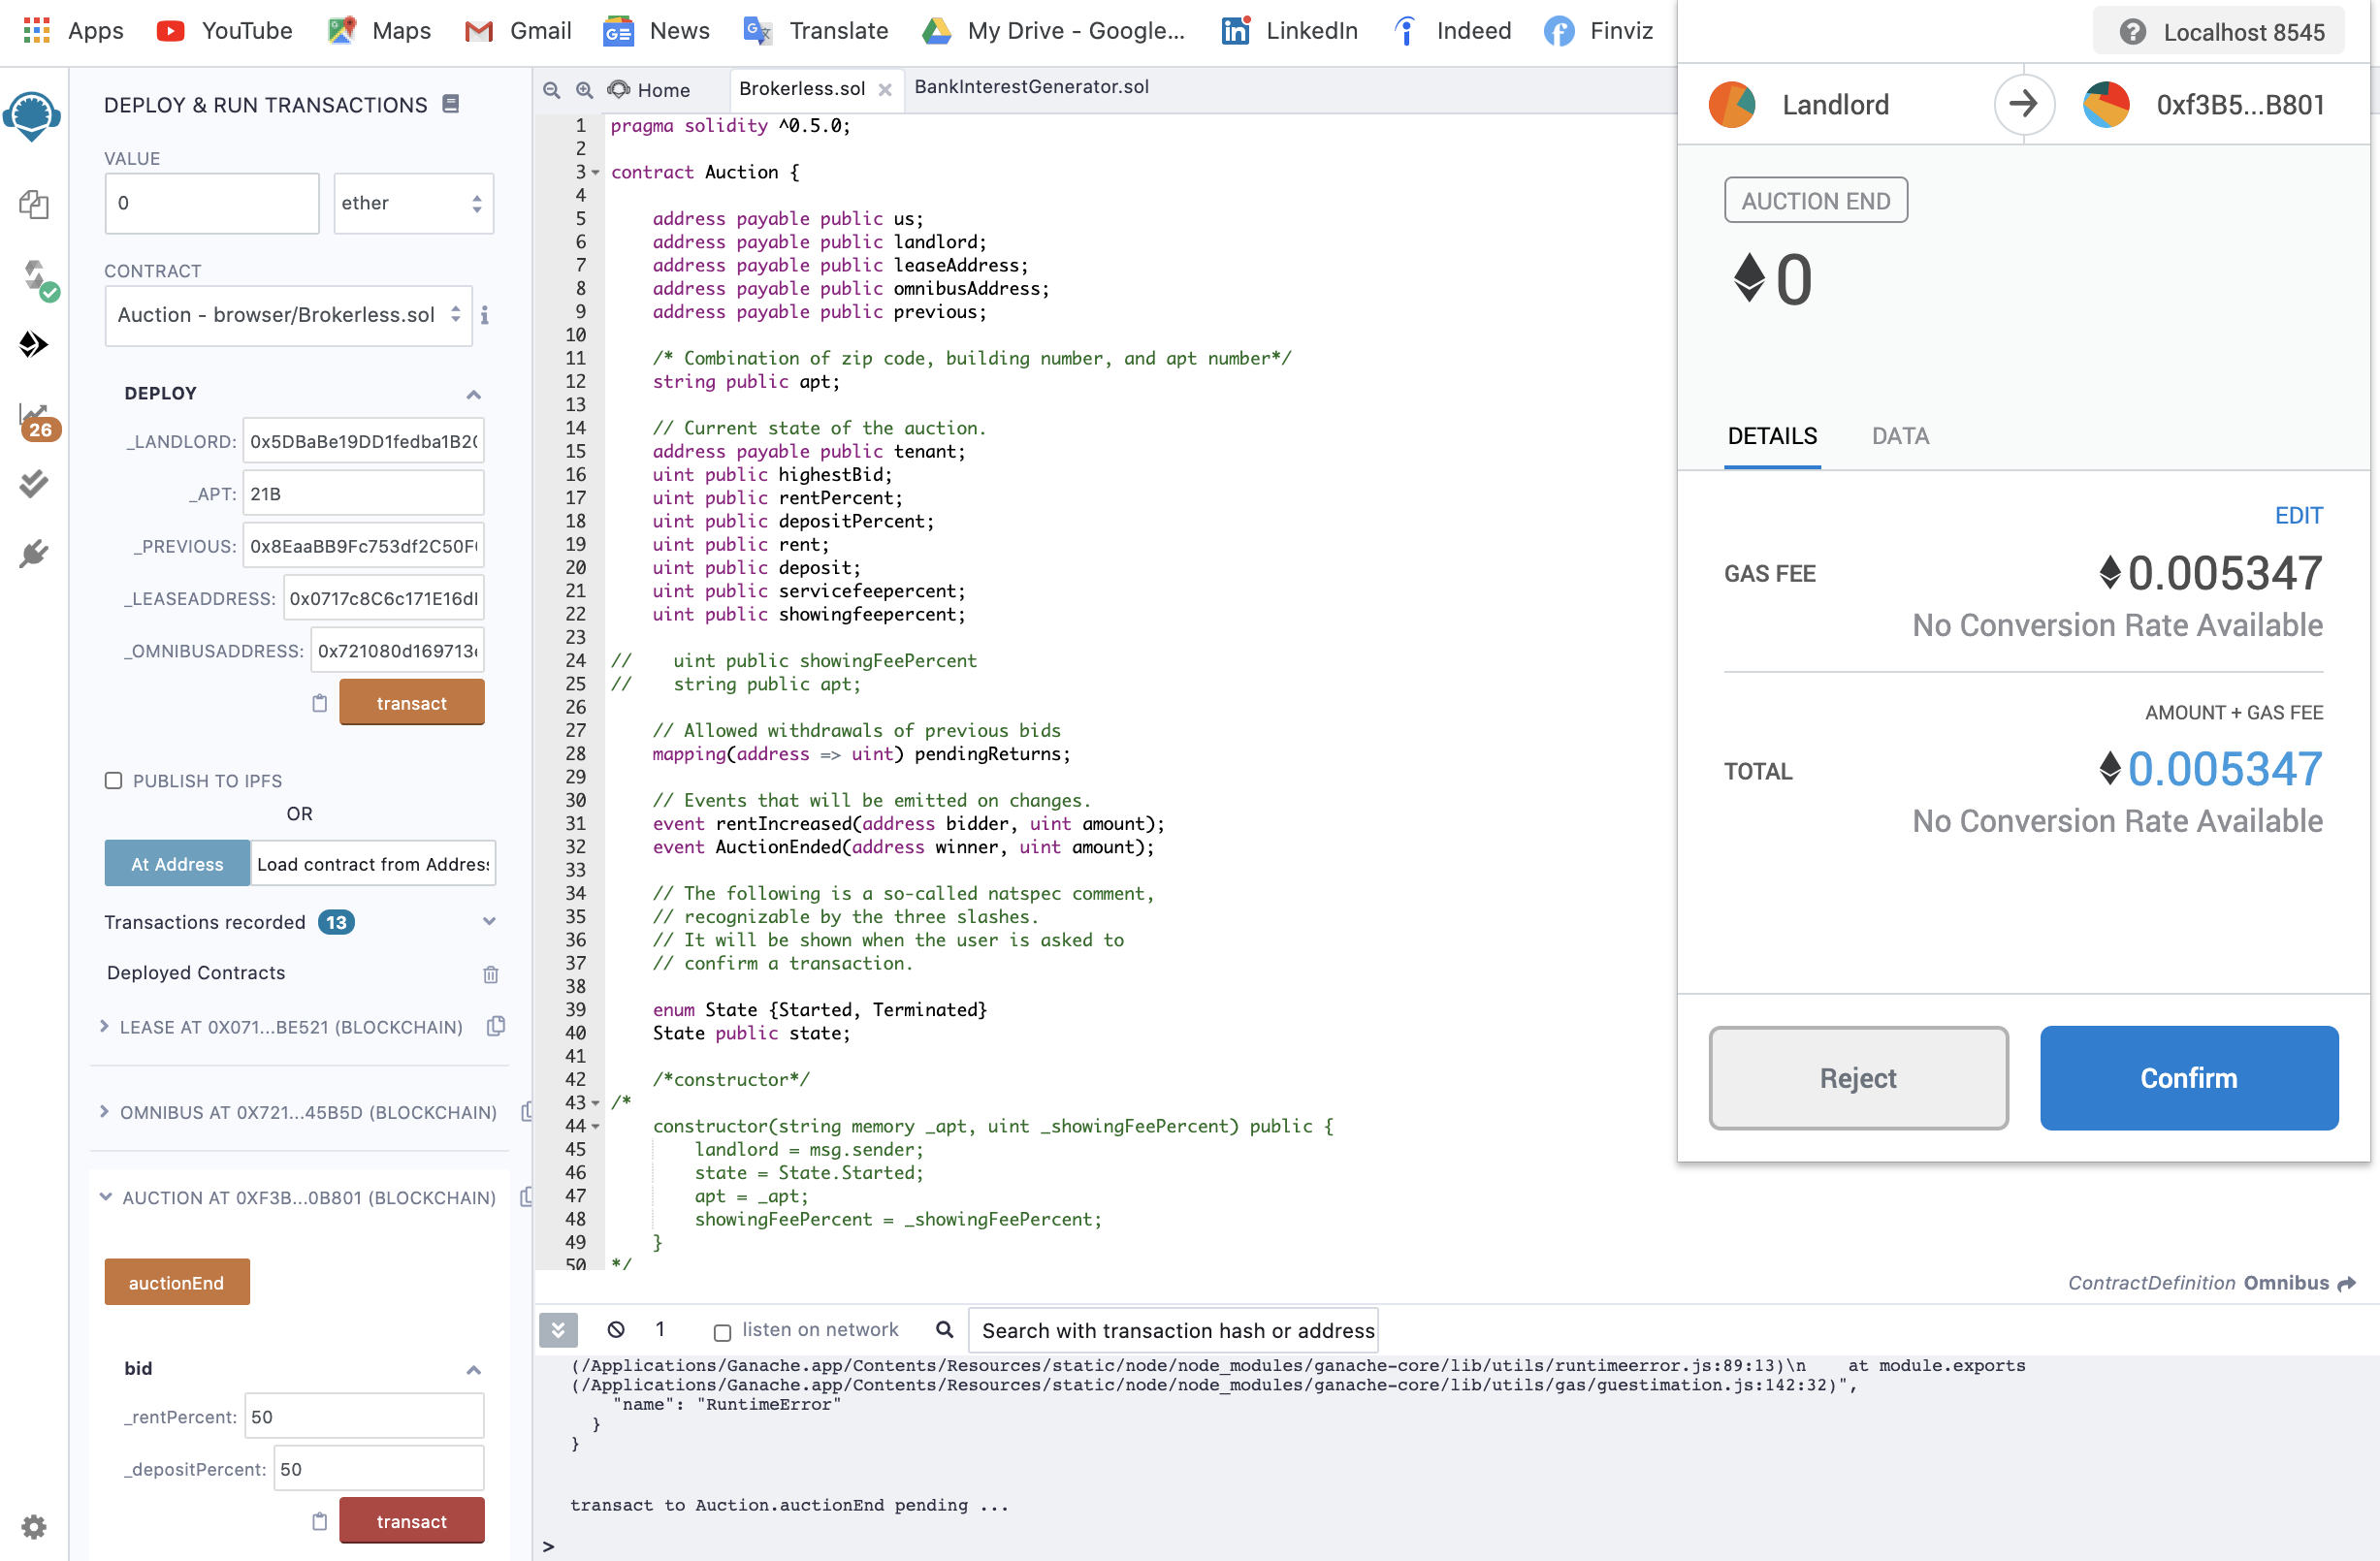 Apps YouTube Maps Gmail News Translate My Drive - Google... LinkedIn Indeed Finviz
DEPLOY & RUN TRANSACTIONS
VALUE
0 ether
CONTRACT
Auction - browser/Brokerless.sol
26
DEPLOY
_LANDLORD: 0x5DBaBe19DD1fedba1B2
_APT: 21B
_PREVIOUS: 0x8EaaBB9Fc753df2C50F
_LEASEADDRESS: 0x0717c8C6c171E16d
_OMNIBUSADDRESS: 0x721080d169713
transact
PUBLISH TO IPFS
OR
At Address Load contract from Address
Transactions recorded 13
Deployed Contracts
LEASE AT 0X071...BE521 (BLOCKCHAIN)
OMNIBUS AT 0X721...45B5D (BLOCKCHAIN)
AUCTION AT 0XF3B...0B801 (BLOCKCHAIN)
auctionEnd
bid
_rentPercent: 50
_depositPercent: 50
transact
Home Brokerless.sol BankInterestGenerator.sol
1 pragma solidity ^0.5.0;
2
3 contract Auction {
4
5 address payable public us;
6 address payable public landlord;
7 address payable public leaseAddress;
8 address payable public omnibusAddress;
9 address payable public previous;
10
11 /* Combination of zip code, building number, and apt number*/
12 string public apt;
13
14 // Current state of the auction.
15 address payable public tenant;
16 uint public highestBid;
17 uint public rentPercent;
18 uint public depositPercent;
19 uint public rent;
20 uint public deposit;
21 uint public servicefeepercent;
22 uint public showingfeepercent;
23
24 // uint public showingFeePercent
25 // string public apt;
26
27 // Allowed withdrawals of previous bids
28 mapping(address => uint) pendingReturns;
29
30 // Events that will be emitted on changes.
31 event rentIncreased(address bidder, uint amount);
32 event AuctionEnded(address winner, uint amount);
33
34 // The following is a so-called natspec comment,
35 // recognizable by the three slashes.
36 // It will be shown when the user is asked to
37 // confirm a transaction.
38
39 enum State {Started, Terminated}
40 State public state;
41
42 /*constructor*/
43 /*
44 constructor(string memory _apt, uint _showingFeePercent) public {
45 landlord = msg.sender;
46 state = State.Started;
47 apt = _apt;
48 showingFeePercent = _showingFeePercent;
49 }
50 */
ContractDefinition Omnibus
1 listen on network Search with transaction hash or address
(/Applications/Ganache.app/Contents/Resources/static/node/node_modules/ganache-core/lib/utils/runtimeerror.js:89:13)\n    at module.exports
(/Applications/Ganache.app/Contents/Resources/static/node/node_modules/ganache-core/lib/utils/gas/guestimation.js:142:32)",
"name": "RuntimeError"
}
}
transact to Auction.auctionEnd pending ...
>
Localhost 8545
Landlord 0xf3B5...B801
AUCTION END
0
DETAILS DATA
EDIT
GAS FEE 0.005347
No Conversion Rate Available
AMOUNT + GAS FEE
TOTAL 0.005347
No Conversion Rate Available
Reject Confirm